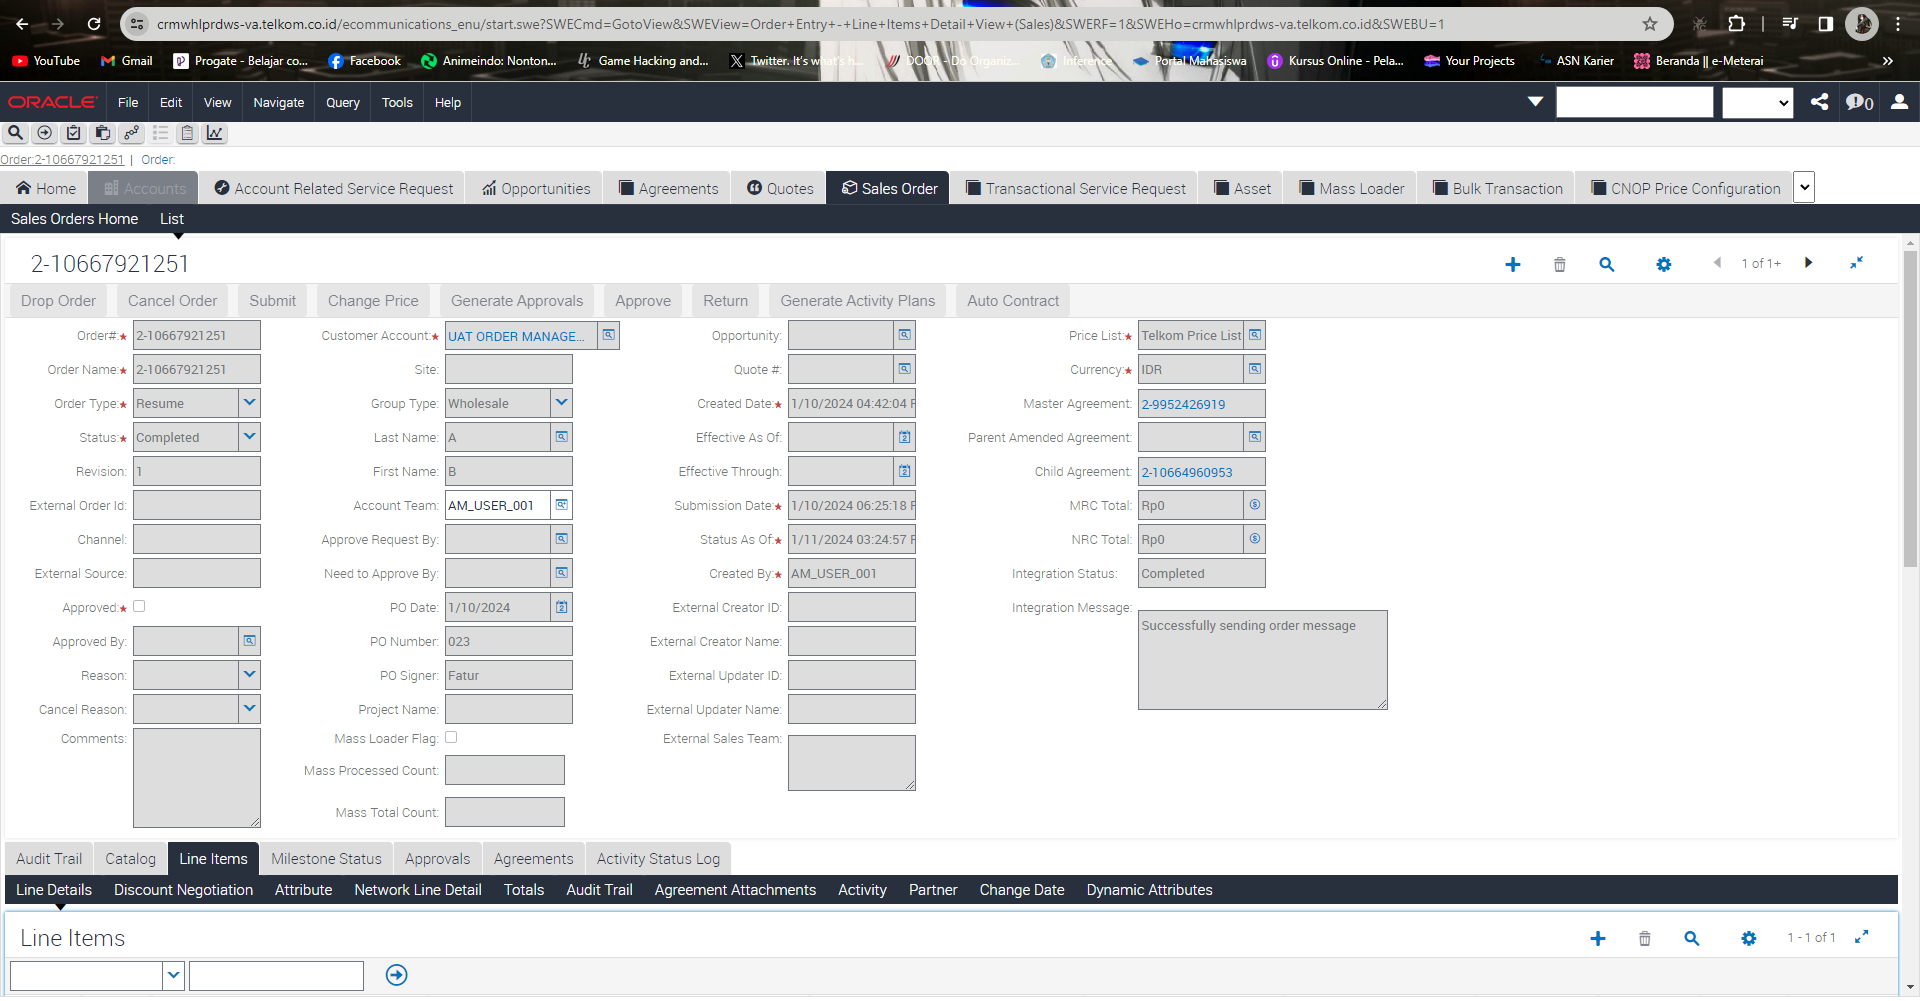 crmwhlprdws-va.telkom.co.id/ecommunications_enu/start.swe?SWECmd=GotoView&SWEView=Order+Entry+-+Line+Items+Detail+View+(Sales)&SWERF=1&SWEHo=crmwhlprdws-va.telkom.co.id&SWEBU=1
YouTube Gmail Progate - Belajar co... Facebook Animeindo: Nonton... Game Hacking and... Twitter. It's what's h... DOOR - Do Organiz... Inference Portal Mahasiswa Kursus Online - Pela... Your Projects ASN Karier Beranda || e-Meterai »
ORACLE File Edit View Navigate Query Tools Help 0
Order:2-10667921251 | Order:
Home Accounts Account Related Service Request Opportunities Agreements Quotes Sales Order Transactional Service Request Asset Mass Loader Bulk Transaction CNOP Price Configuration
Sales Orders Home List
2-10667921251 1 of 1+
Drop Order Cancel Order Submit Change Price Generate Approvals Approve Return Generate Activity Plans Auto Contract
Order#:★ 2-10667921251 Customer Account:★ UAT ORDER MANAGE... Opportunity: Price List:★ Telkom Price List
Order Name:★ 2-10667921251 Site: Quote #: Currency:★ IDR
Order Type:★ Resume Group Type: Wholesale Created Date:★ 1/10/2024 04:42:04 Master Agreement: 2-9952426919
Status:★ Completed Last Name: A Effective As Of: Parent Amended Agreement:
Revision: 1 First Name: B Effective Through: Child Agreement: 2-10664960953
External Order Id: Account Team: AM_USER_001 Submission Date:★ 1/10/2024 06:25:18 MRC Total: Rp0
Channel: Approve Request By: Status As Of:★ 1/11/2024 03:24:57 NRC Total: Rp0
External Source: Need to Approve By: Created By:★ AM_USER_001 Integration Status: Completed
Approved:★ PO Date: 1/10/2024 External Creator ID: Integration Message:
Successfully sending order message
Approved By: PO Number: 023 External Creator Name:
Reason: PO Signer: Fatur External Updater ID:
Cancel Reason: Project Name: External Updater Name:
Comments: Mass Loader Flag: External Sales Team:
Mass Processed Count:
Mass Total Count:
Audit Trail Catalog Line Items Milestone Status Approvals Agreements Activity Status Log
Line Details Discount Negotiation Attribute Network Line Detail Totals Audit Trail Agreement Attachments Activity Partner Change Date Dynamic Attributes
Line Items 1 - 1 of 1